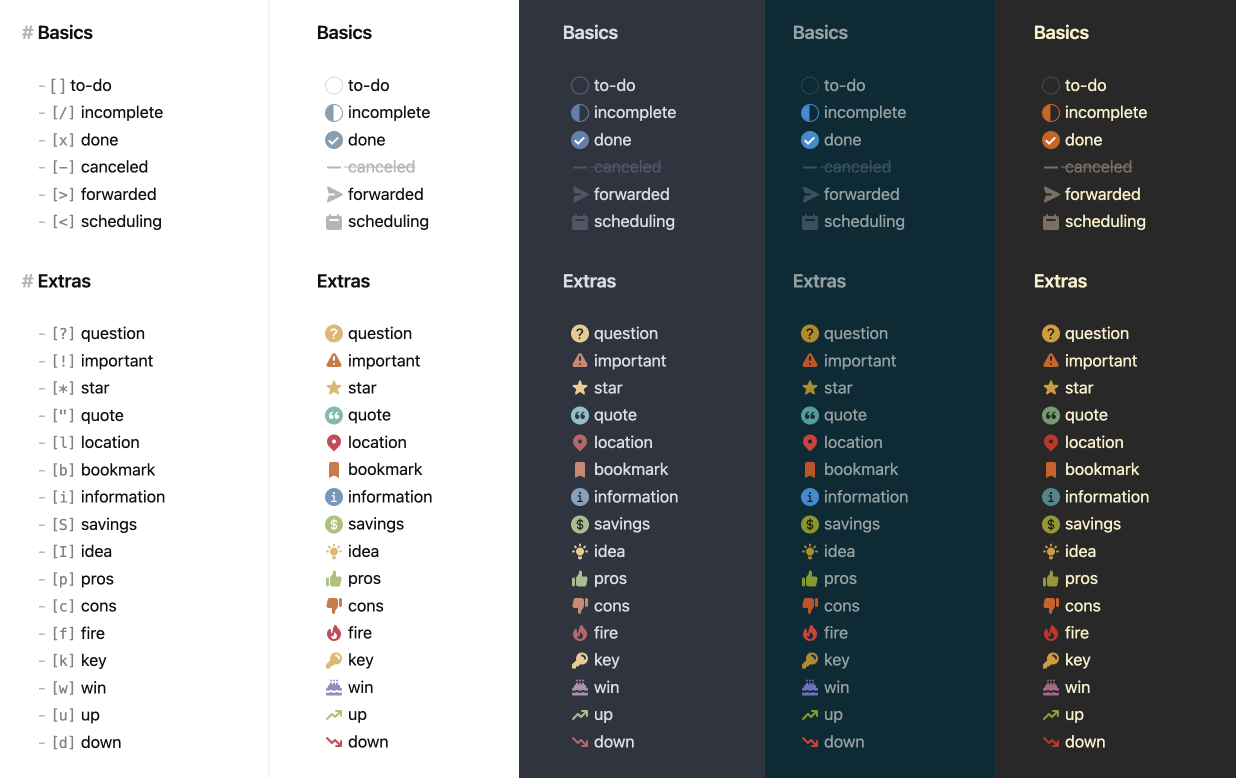 # Basics
- [ ] to-do
- [/] incomplete
- [x] done
- [-] canceled
- [>] forwarded
- [<] scheduling
# Extras
- [?] question
- [!] important
- [*] star
- ["] quote
- [l] location
- [b] bookmark
- [i] information
- [S] savings
- [I] idea
- [p] pros
- [c] cons
- [f] fire
- [k] key
- [w] win
- [u] up
- [d] down
Basics
to-do
incomplete
done
canceled
forwarded
scheduling
Extras
question
important
star
quote
location
bookmark
information
savings
idea
pros
cons
fire
key
win
up
down
Basics
to-do
incomplete
done
canceled
forwarded
scheduling
Extras
question
important
star
quote
location
bookmark
information
savings
idea
pros
cons
fire
key
win
up
down
Basics
to-do
incomplete
done
canceled
forwarded
scheduling
Extras
question
important
star
quote
location
bookmark
information
savings
idea
pros
cons
fire
key
win
up
down
Basics
to-do
incomplete
done
canceled
forwarded
scheduling
Extras
question
important
star
quote
location
bookmark
information
savings
idea
pros
cons
fire
key
win
up
down